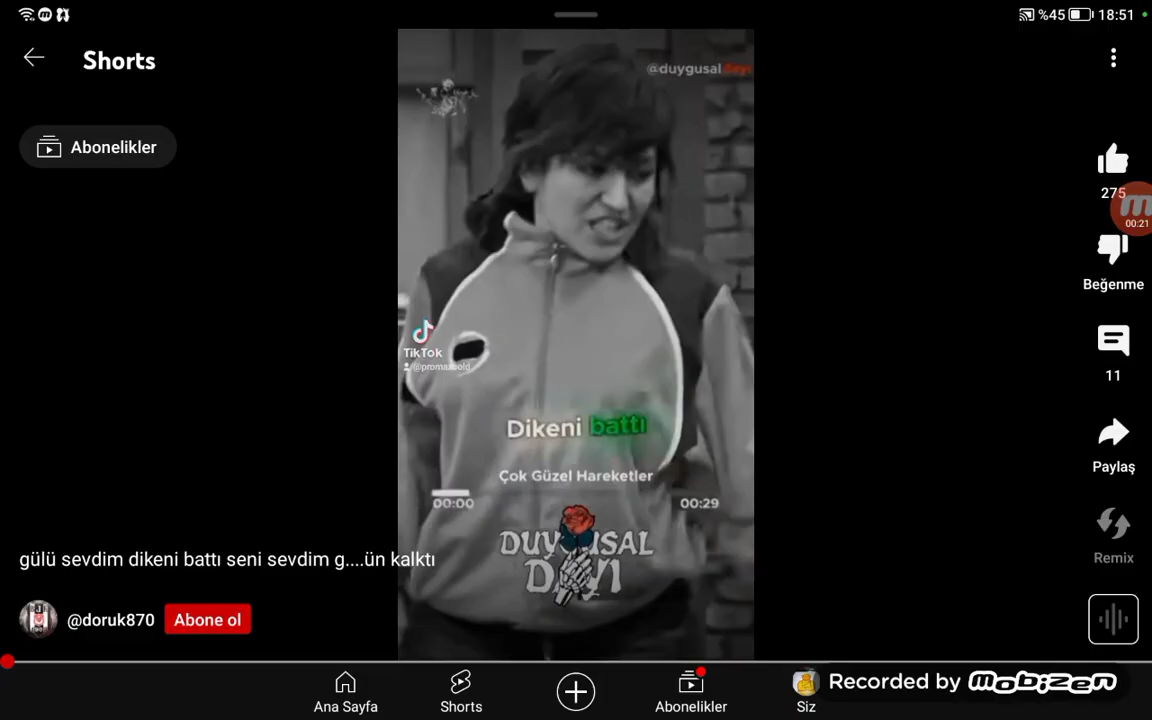 %45
18:51
Shorts
@duygusal
Abonelikler
275
00:21
Beğenme
TikTok
11
Dikeni battı
Paylaş
Çok Güzel Hareketler
00:00
00:29
DUYGUSAL
DAYI
gülü sevdim dikeni battı seni sevdim g....ün kalktı
Remix
@doruk870
Abone ol
Ana Sayfa
Shorts
Abonelikler
Siz
Recorded by mobizen